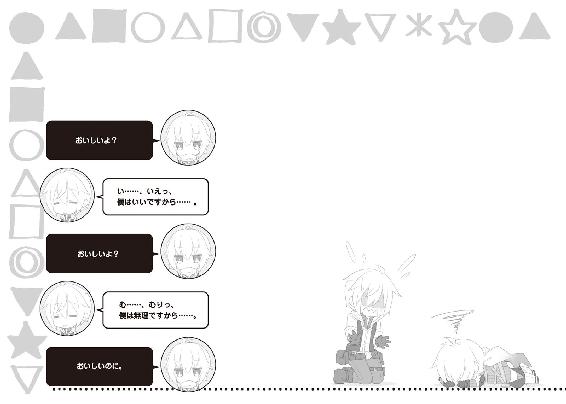 おいしいよ？
い……、いえっ、
僕はいいですから……。
おいしいよ？
む……、むりっ、
僕は無理ですから……。
おいしいのに。